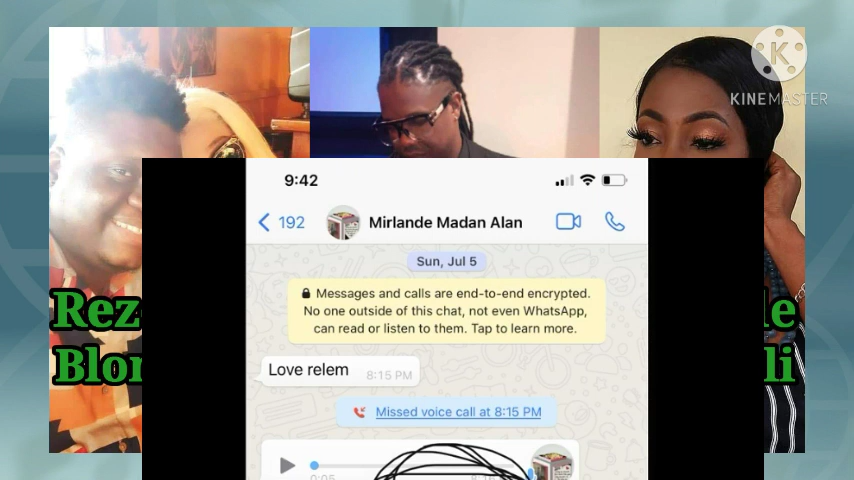 K
KINEMASTER
9:42
192
Mirlande Madan Alan
Sun, Jul 5
Messages and calls are end-to-end encrypted.
No one outside of this chat, not even WhatsApp,
can read or listen to them. Tap to learn more.
Love relem 8:15 PM
Missed voice call at 8:15 PM
0:05